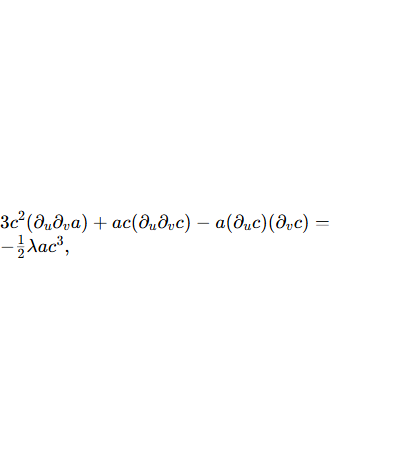 3c²(∂ᵤ∂ᵥa) + ac(∂ᵤ∂ᵥc) − a(∂ᵤc)(∂ᵥc) =
−½λac³,